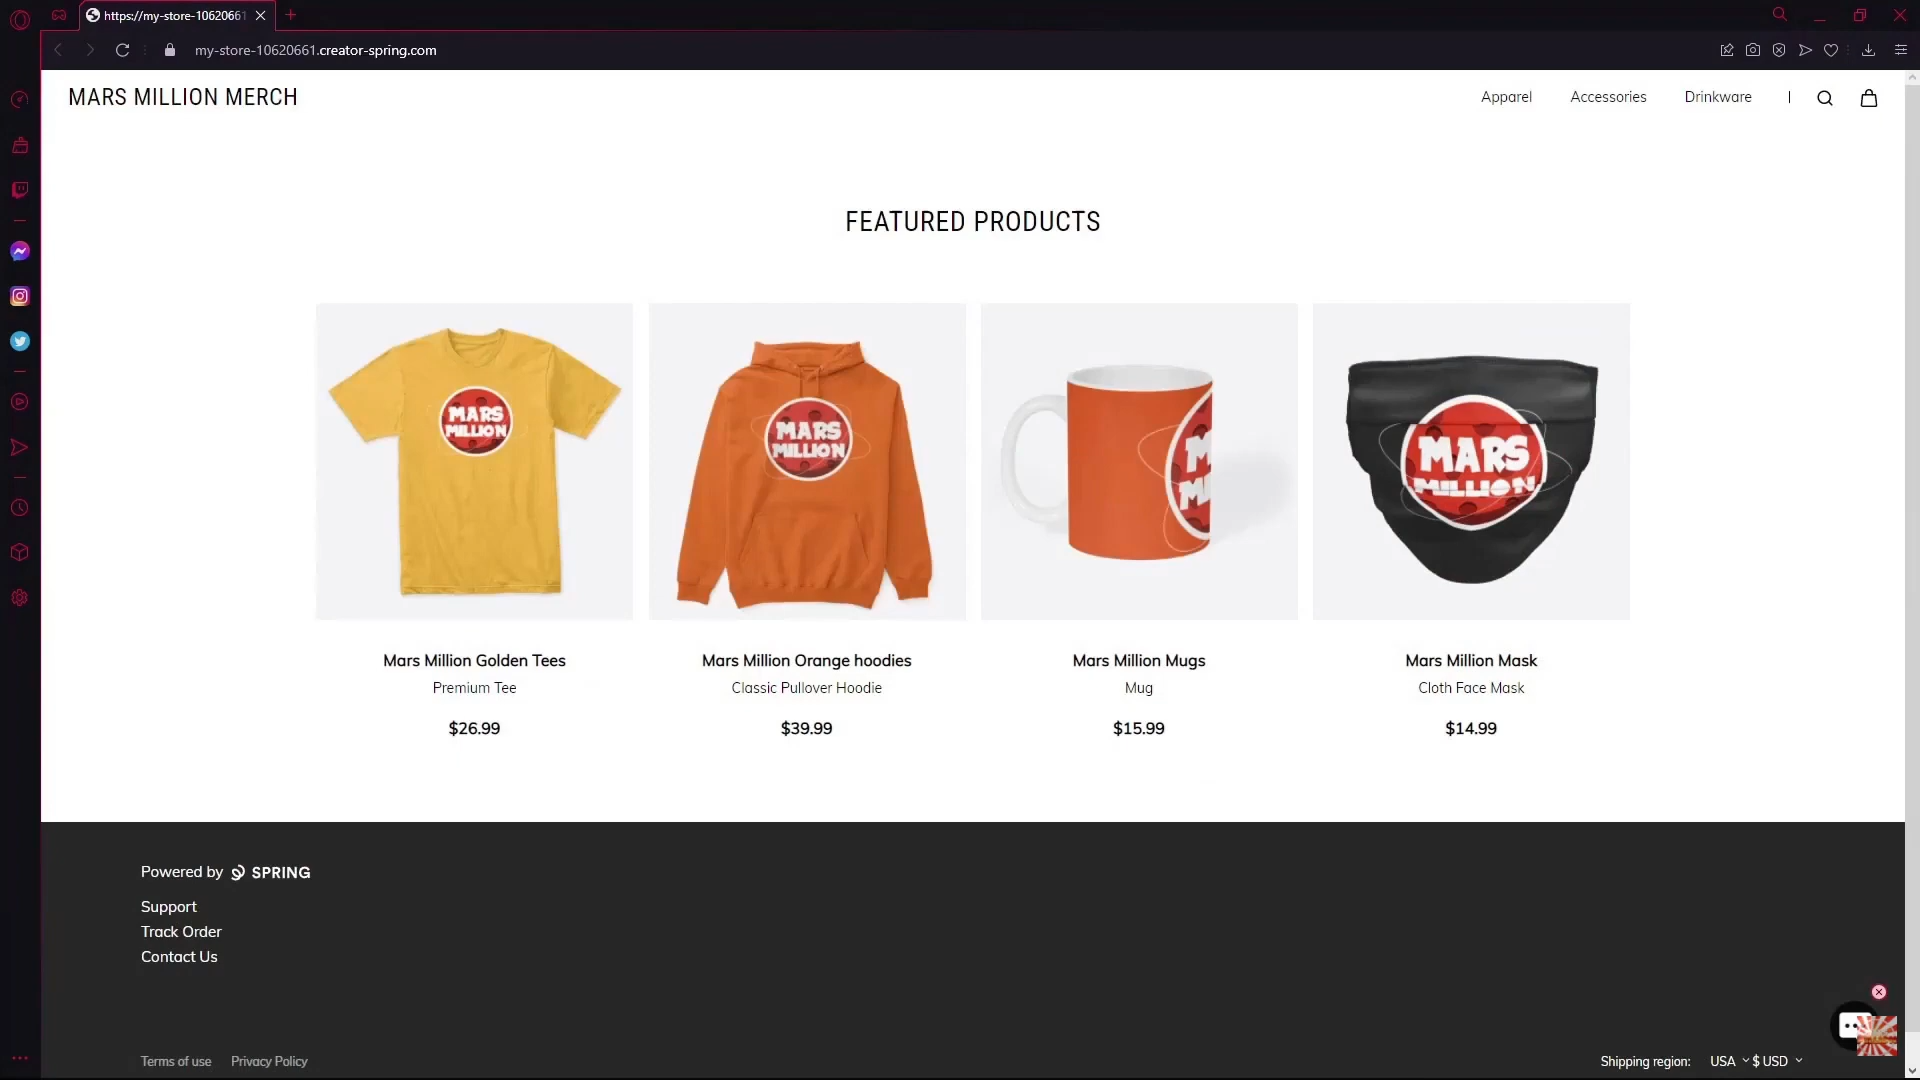 https://my-store-10620661
my-store-10620661.creator-spring.com
MARS MILLION MERCH
Apparel
Accessories
Drinkware
FEATURED PRODUCTS
MARS
MILLION
MARS
MILLION
M
MI
MARS
MILLION
Mars Million Golden Tees
Premium Tee
$26.99
Mars Million Orange hoodies
Classic Pullover Hoodie
$39.99
Mars Million Mugs
Mug
$15.99
Mars Million Mask
Cloth Face Mask
$14.99
Powered by SPRING
Support
Track Order
Contact Us
Terms of use
Privacy Policy
Shipping region: USA $ USD